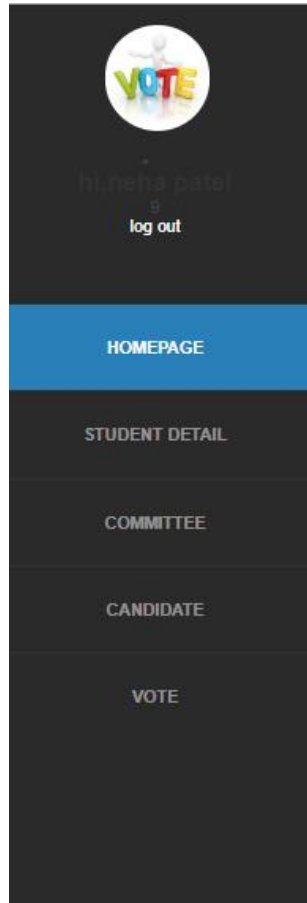 VOTE
hi,neha patel
9
log out
HOMEPAGE
STUDENT DETAIL
COMMITTEE
CANDIDATE
VOTE